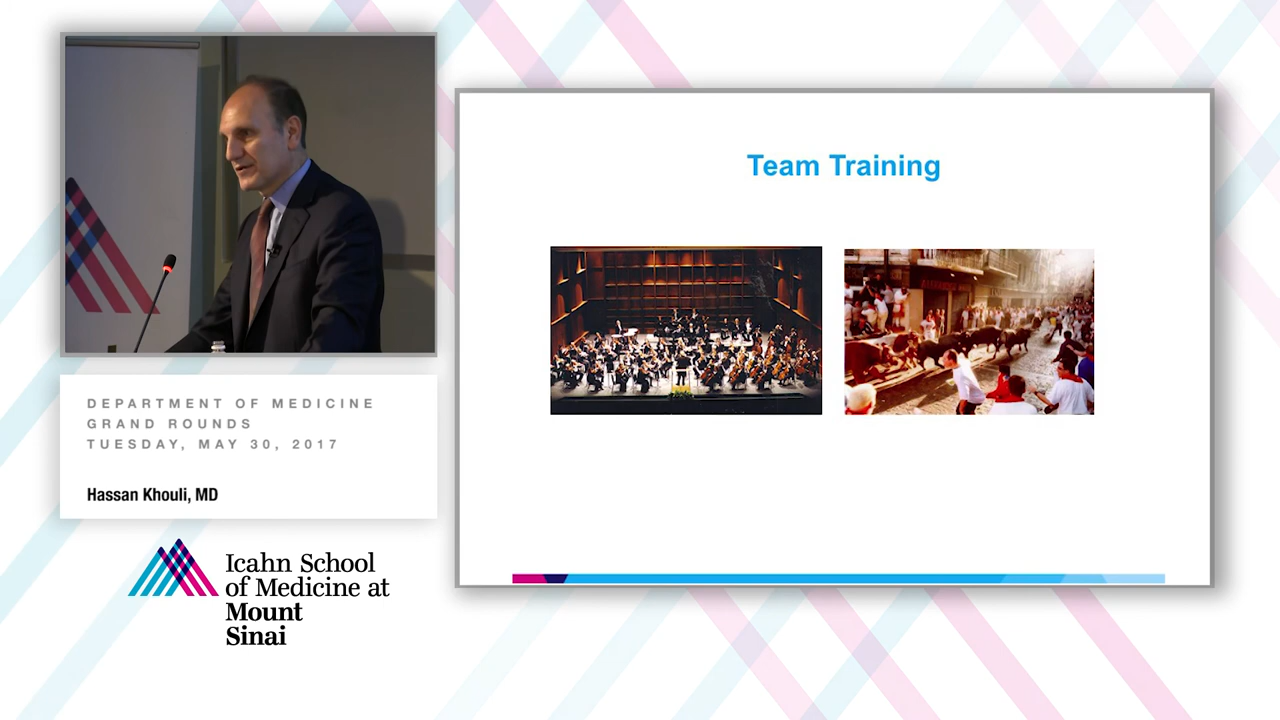 DEPARTMENT OF MEDICINE
GRAND ROUNDS
TUESDAY, MAY 30, 2017
Hassan Khouli, MD
Icahn School
of Medicine at
Mount
Sinai
Team Training